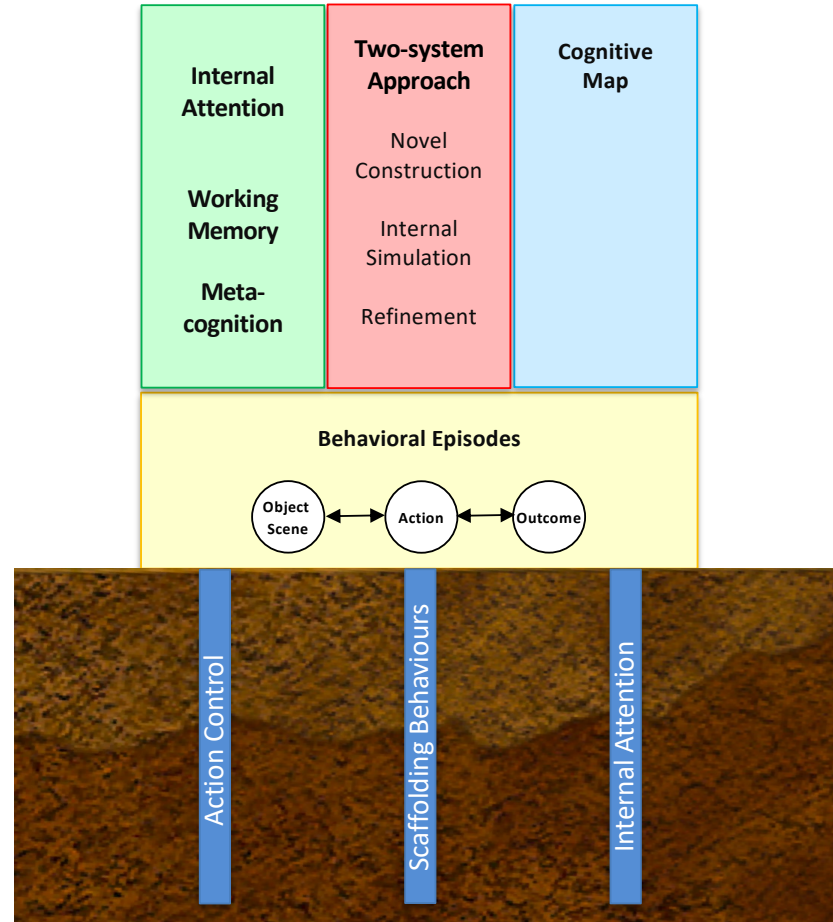 Internal
Attention
Working
Memory
Meta-
cognition
Two-system
Approach
Novel
Construction
Internal
Simulation
Refinement
Cognitive
Map
Behavioral Episodes
Object
Scene
Action
Outcome
Action Control
Scaffolding Behaviours
Internal Attention